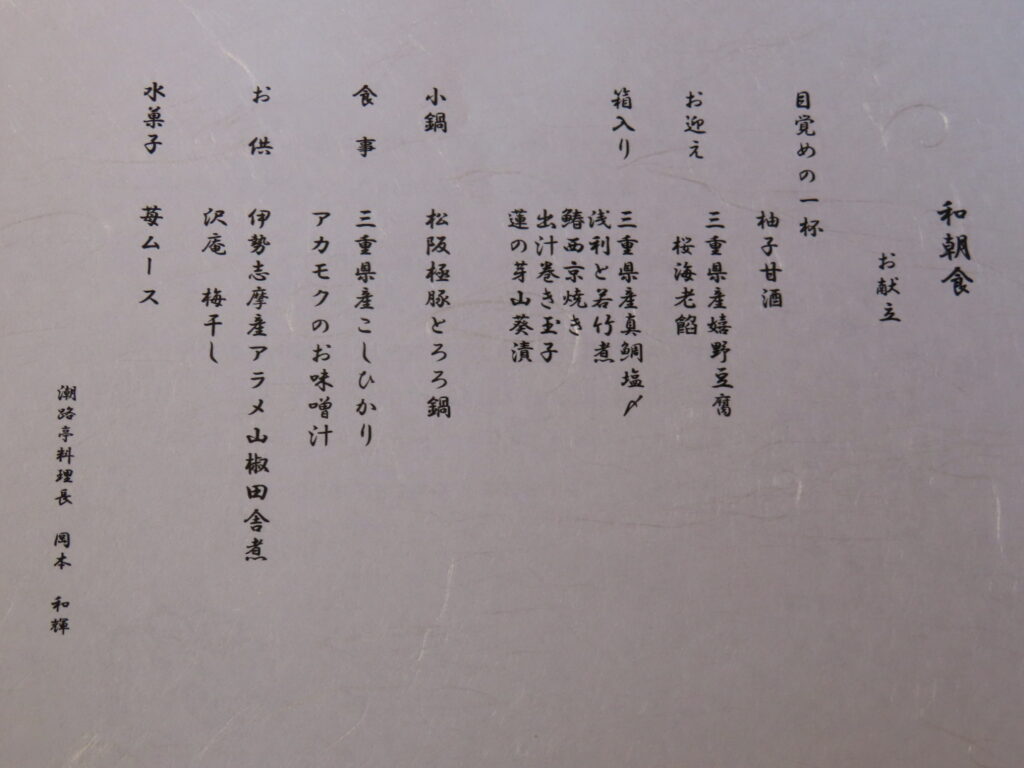 和朝食
お献立
目覚めの一杯
柚子甘酒
お迎え 三重県産嬉野豆腐
桜海老餡
箱入り 三重県産真鯛塩〆
浅利と若竹煮
鰆西京焼き
出汁巻き玉子
蓮の芽山葵漬
小鍋 松阪極豚とろろ鍋
食事 三重県産こしひかり
アカモクのお味噌汁
お供 伊勢志摩産アラメ山椒田舎煮
沢庵 梅干し
水菓子 苺ムース
潮路亭料理長 岡本 和輝